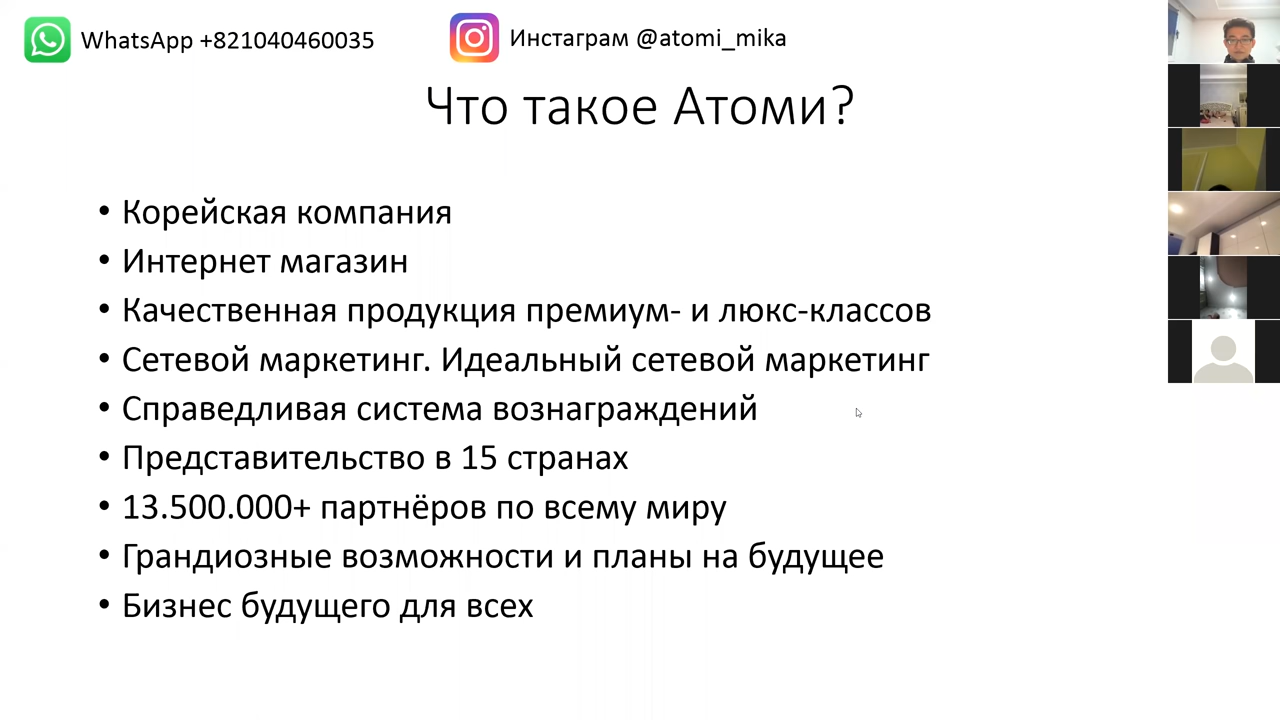 WhatsApp +821040460035
Инстаграм @atomi_mika
Что такое Атоми?
• Корейская компания
• Интернет магазин
• Качественная продукция премиум- и люкс-классов
• Сетевой маркетинг. Идеальный сетевой маркетинг
• Справедливая система вознаграждений
• Представительство в 15 странах
• 13.500.000+ партнёров по всему миру
• Грандиозные возможности и планы на будущее
• Бизнес будущего для всех